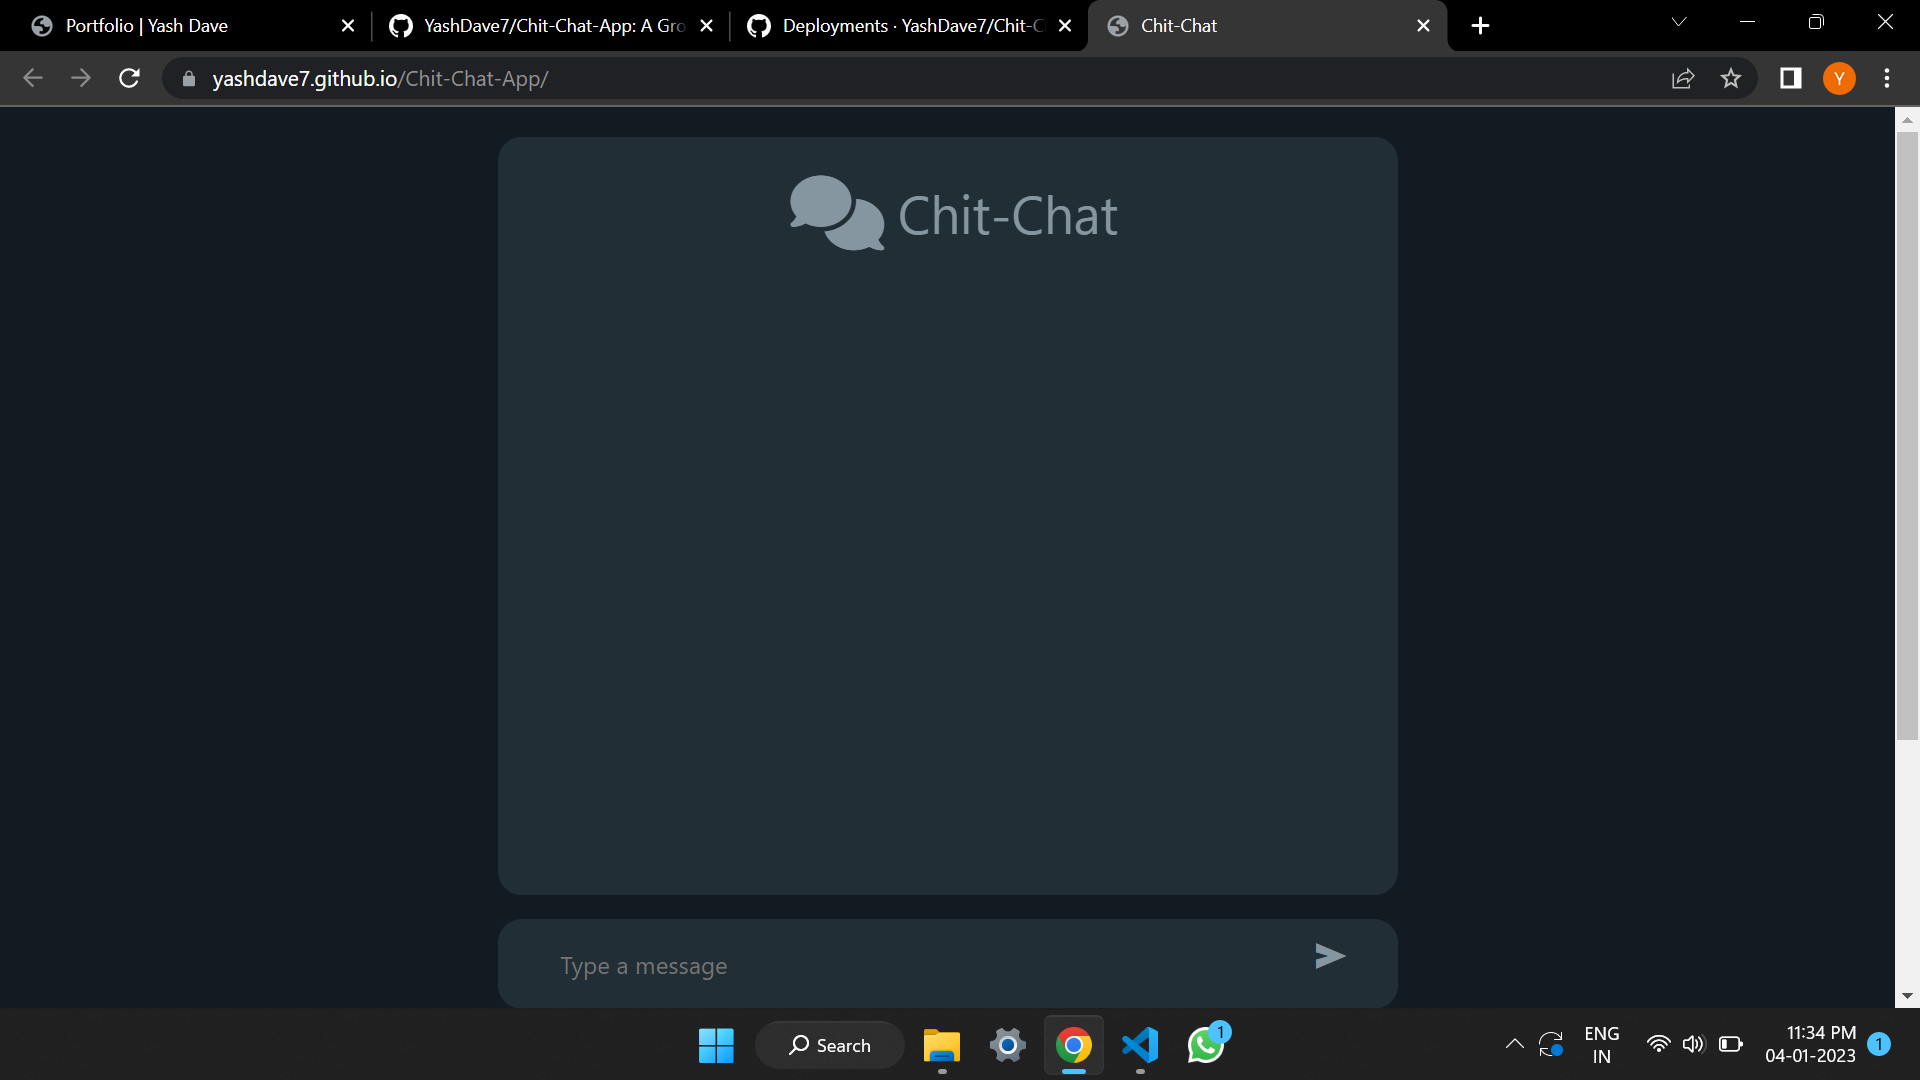 Portfolio | Yash Dave
YashDave7/Chit-Chat-App: A Gro
Deployments · YashDave7/Chit-C
Chit-Chat
yashdave7.github.io/Chit-Chat-App/
Y
Chit-Chat
Type a message
Search
1
ENG
IN
11:34 PM
04-01-2023
1